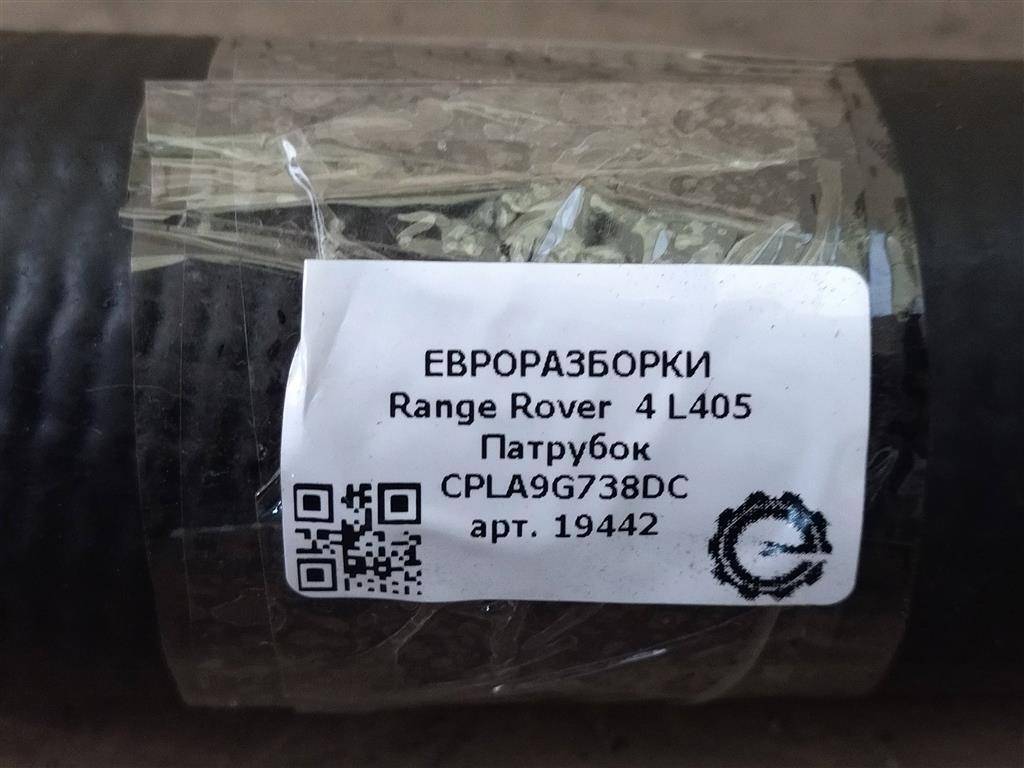 ЕВРОРАЗБОРКИ
Range Rover 4 L405
Патрубок
CPLA9G738DC
арт. 19442